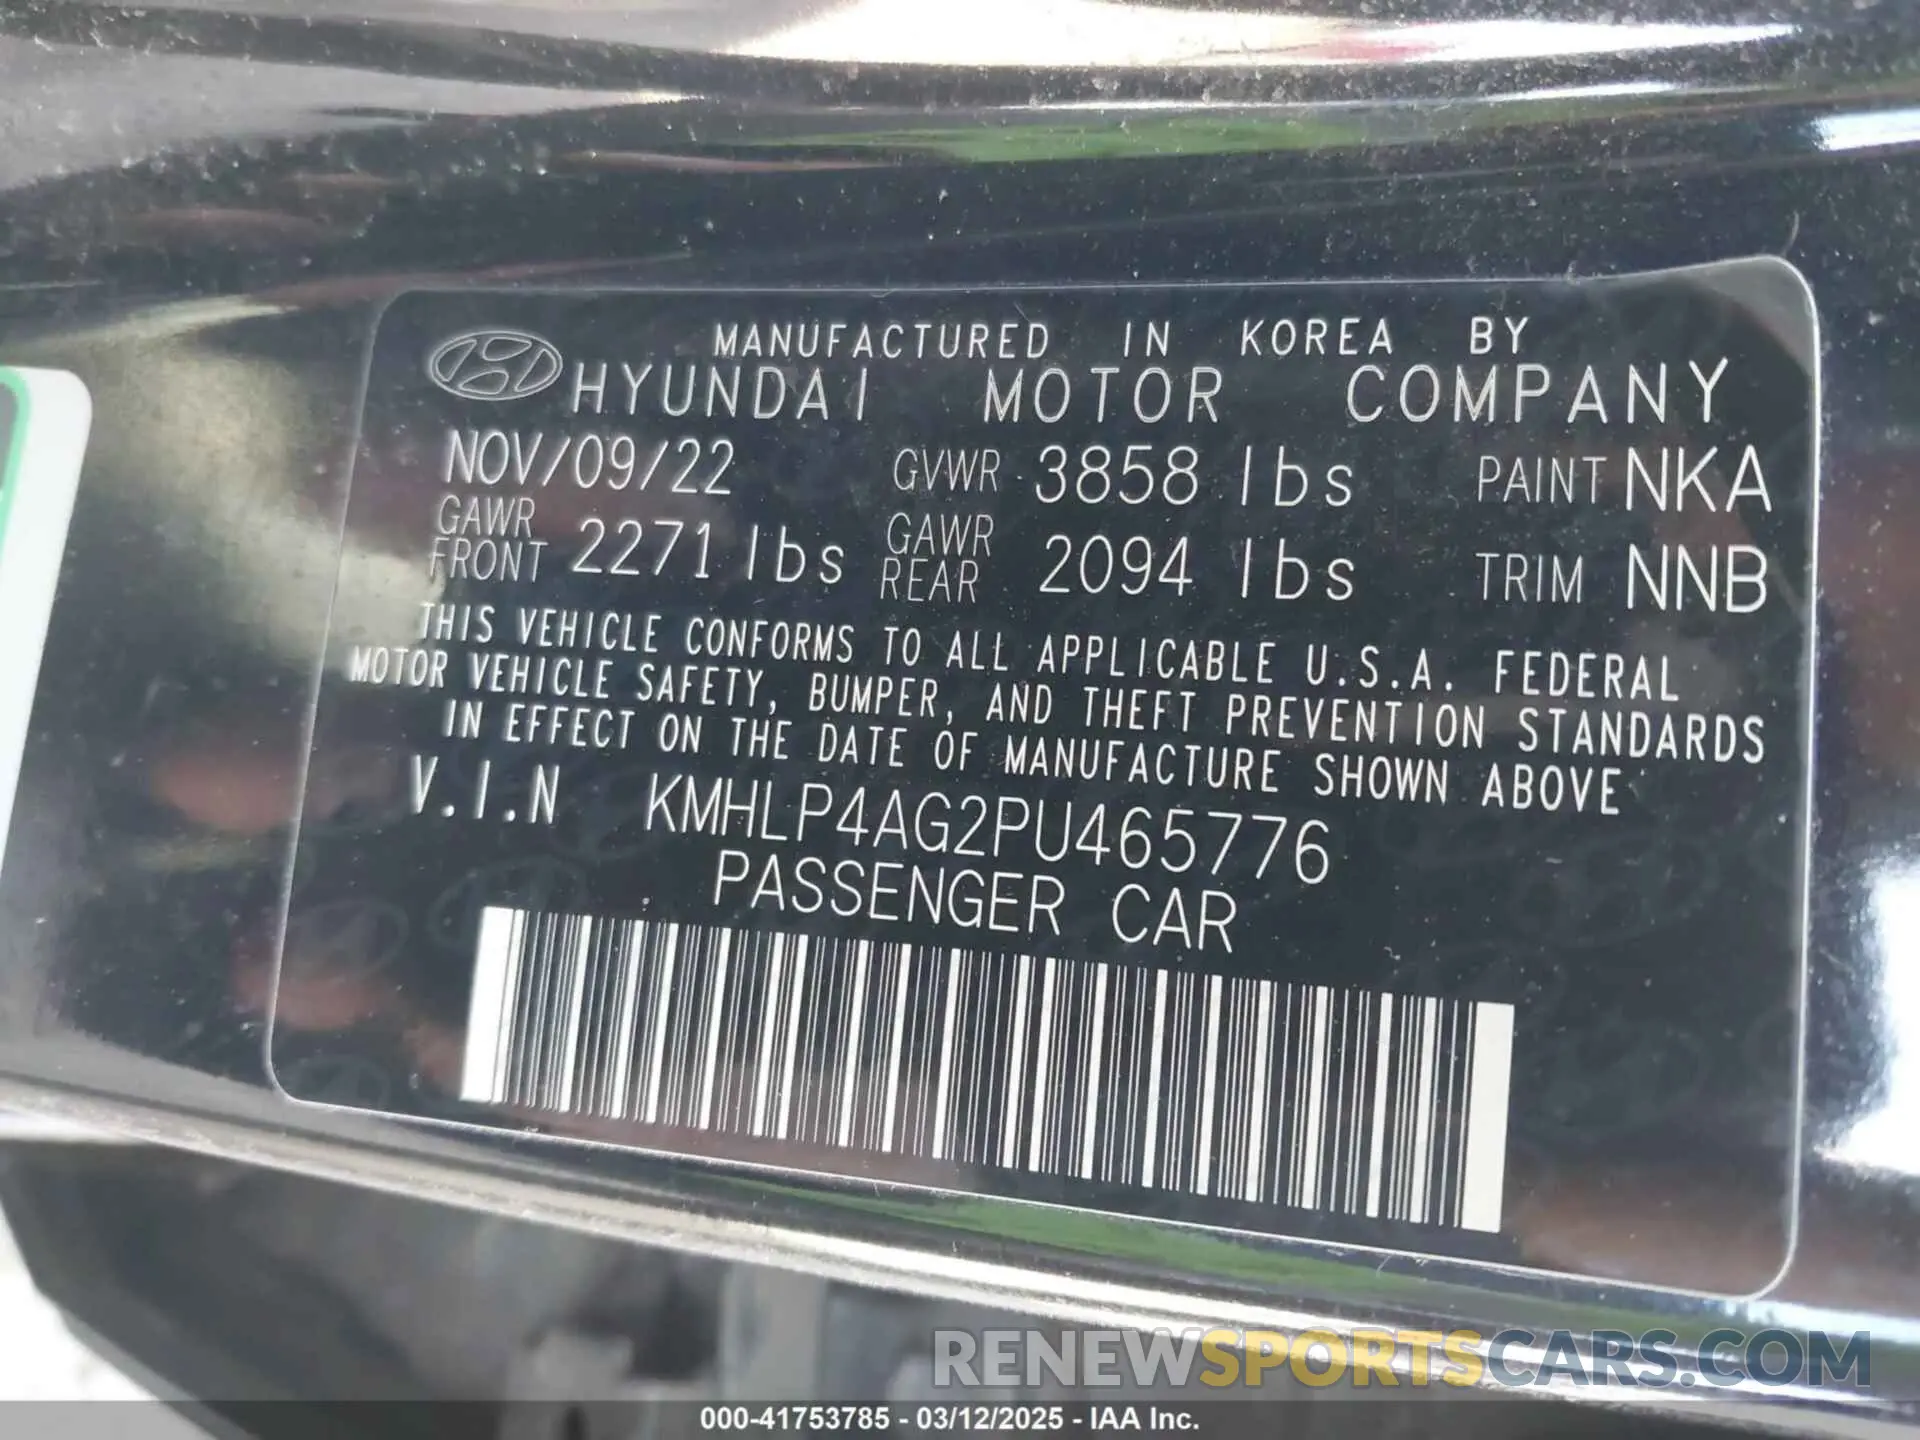 MANUFACTURED IN KOREA BY
HYUNDAI MOTOR COMPANY
NOV/09/22 GVWR 3858 lbs PAINT NKA
GAWR FRONT 2271 lbs GAWR REAR 2094 lbs TRIM NNB
THIS VEHICLE CONFORMS TO ALL APPLICABLE U.S.A. FEDERAL
MOTOR VEHICLE SAFETY, BUMPER, AND THEFT PREVENTION STANDARDS
IN EFFECT ON THE DATE OF MANUFACTURE SHOWN ABOVE
V.I.N KMHLP4AG2PU465776
PASSENGER CAR
RENEWSPORTSCARS.COM
000-41753785 - 03/12/2025 - IAA Inc.